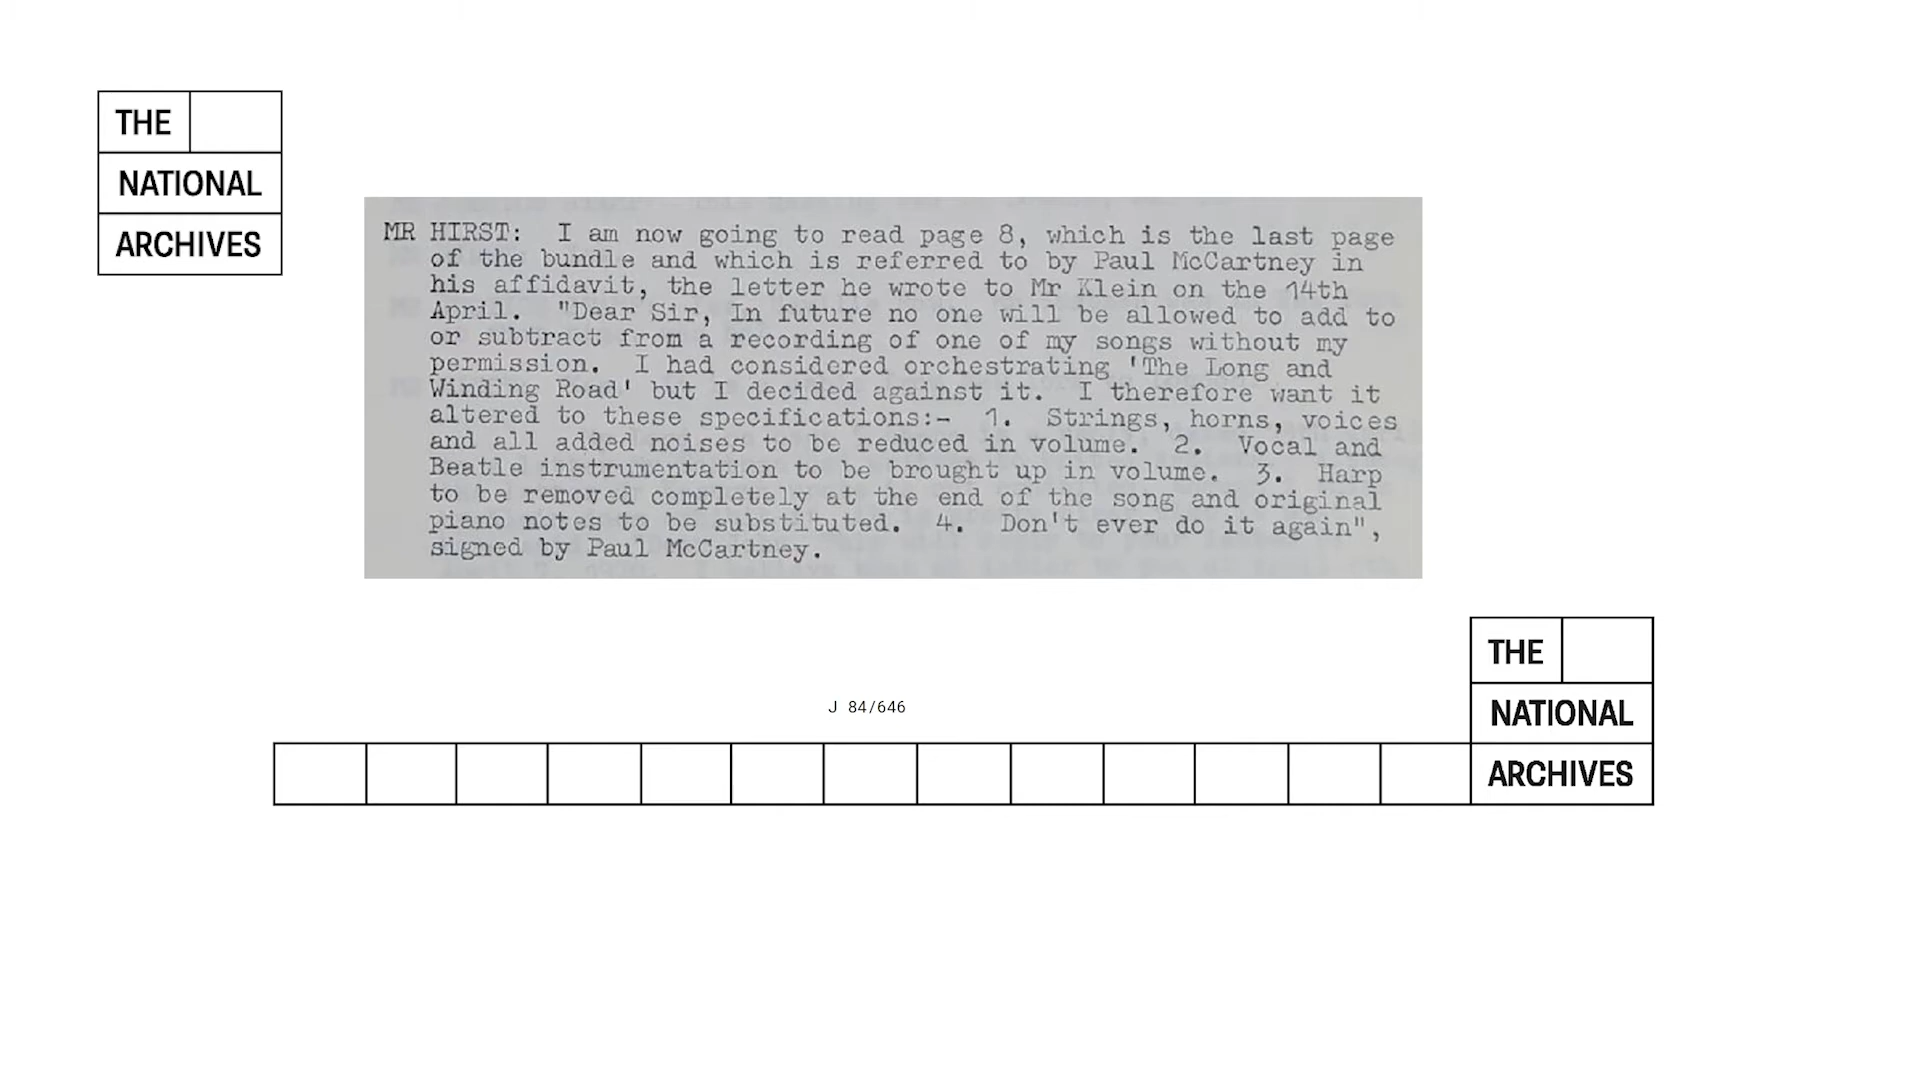 THE
NATIONAL
ARCHIVES
MR HIRST: I am now going to read page 8, which is the last page
of the bundle and which is referred to by Paul McCartney in
his affidavit, the letter he wrote to Mr Klein on the 14th
April. "Dear Sir, In future no one will be allowed to add to
or subtract from a recording of one of my songs without my
permission. I had considered orchestrating 'The Long and
Winding Road' but I decided against it. I therefore want it
altered to these specifications:- 1. Strings, horns, voices
and all added noises to be reduced in volume. 2. Vocal and
Beatle instrumentation to be brought up in volume. 3. Harp
to be removed completely at the end of the song and original
piano notes to be substituted. 4. Don't ever do it again",
signed by Paul McCartney.
J 84/646
THE
NATIONAL
ARCHIVES